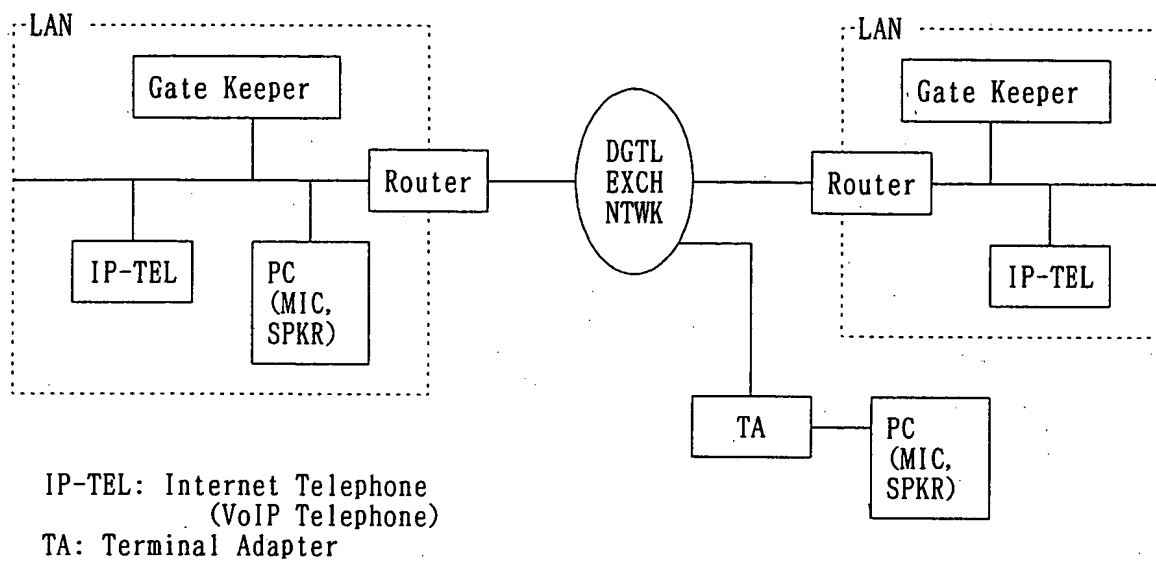 LAN
Gate Keeper
Router
IP-TEL
PC
(MIC,
SPKR)
DGTL
EXCH
NTWK
LAN
Gate Keeper
Router
IP-TEL
TA
PC
(MIC,
SPKR)
IP-TEL: Internet Telephone
(VoIP Telephone)
TA: Terminal Adapter